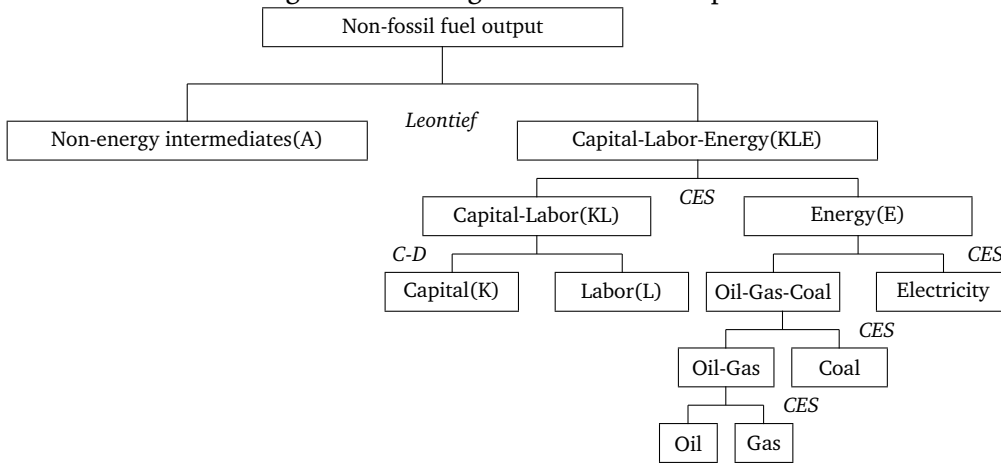 Non-fossil fuel output
Leontief
Non-energy intermediates(A)
Capital-Labor-Energy(KLE)
CES
Capital-Labor(KL)
Energy(E)
C-D
CES
Capital(K)
Labor(L)
Oil-Gas-Coal
Electricity
CES
Oil-Gas
Coal
CES
Oil
Gas